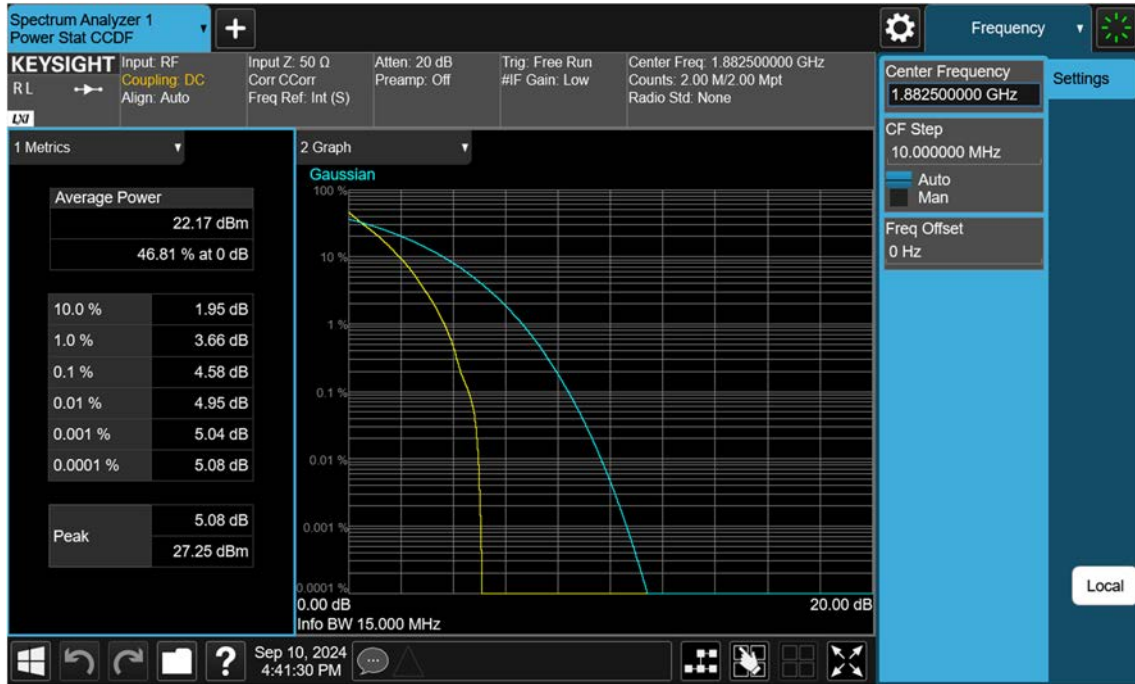 Spectrum Analyzer 1
Power Stat CCDF
Frequency
KEYSIGHT
R L
LXI
Input: RF
Coupling: DC
Align: Auto
Input Z: 50 Ω
Corr CCorr
Freq Ref: Int (S)
Atten: 20 dB
Preamp: Off
Trig: Free Run
#IF Gain: Low
Center Freq: 1.882500000 GHz
Counts: 2.00 M/2.00 Mpt
Radio Std: None
Center Frequency
1.882500000 GHz
Settings
CF Step
10.000000 MHz
Auto
Man
Freq Offset
0 Hz
Local
1 Metrics
Average Power
22.17 dBm
46.81 % at 0 dB
10.0 % 1.95 dB
1.0 % 3.66 dB
0.1 % 4.58 dB
0.01 % 4.95 dB
0.001 % 5.04 dB
0.0001 % 5.08 dB
Peak 5.08 dB
27.25 dBm
2 Graph
Gaussian
100 %
10 %
1 %
0.1 %
0.01 %
0.001 %
0.0001 %
0.00 dB 20.00 dB
Info BW 15.000 MHz
?
Sep 10, 2024
4:41:30 PM